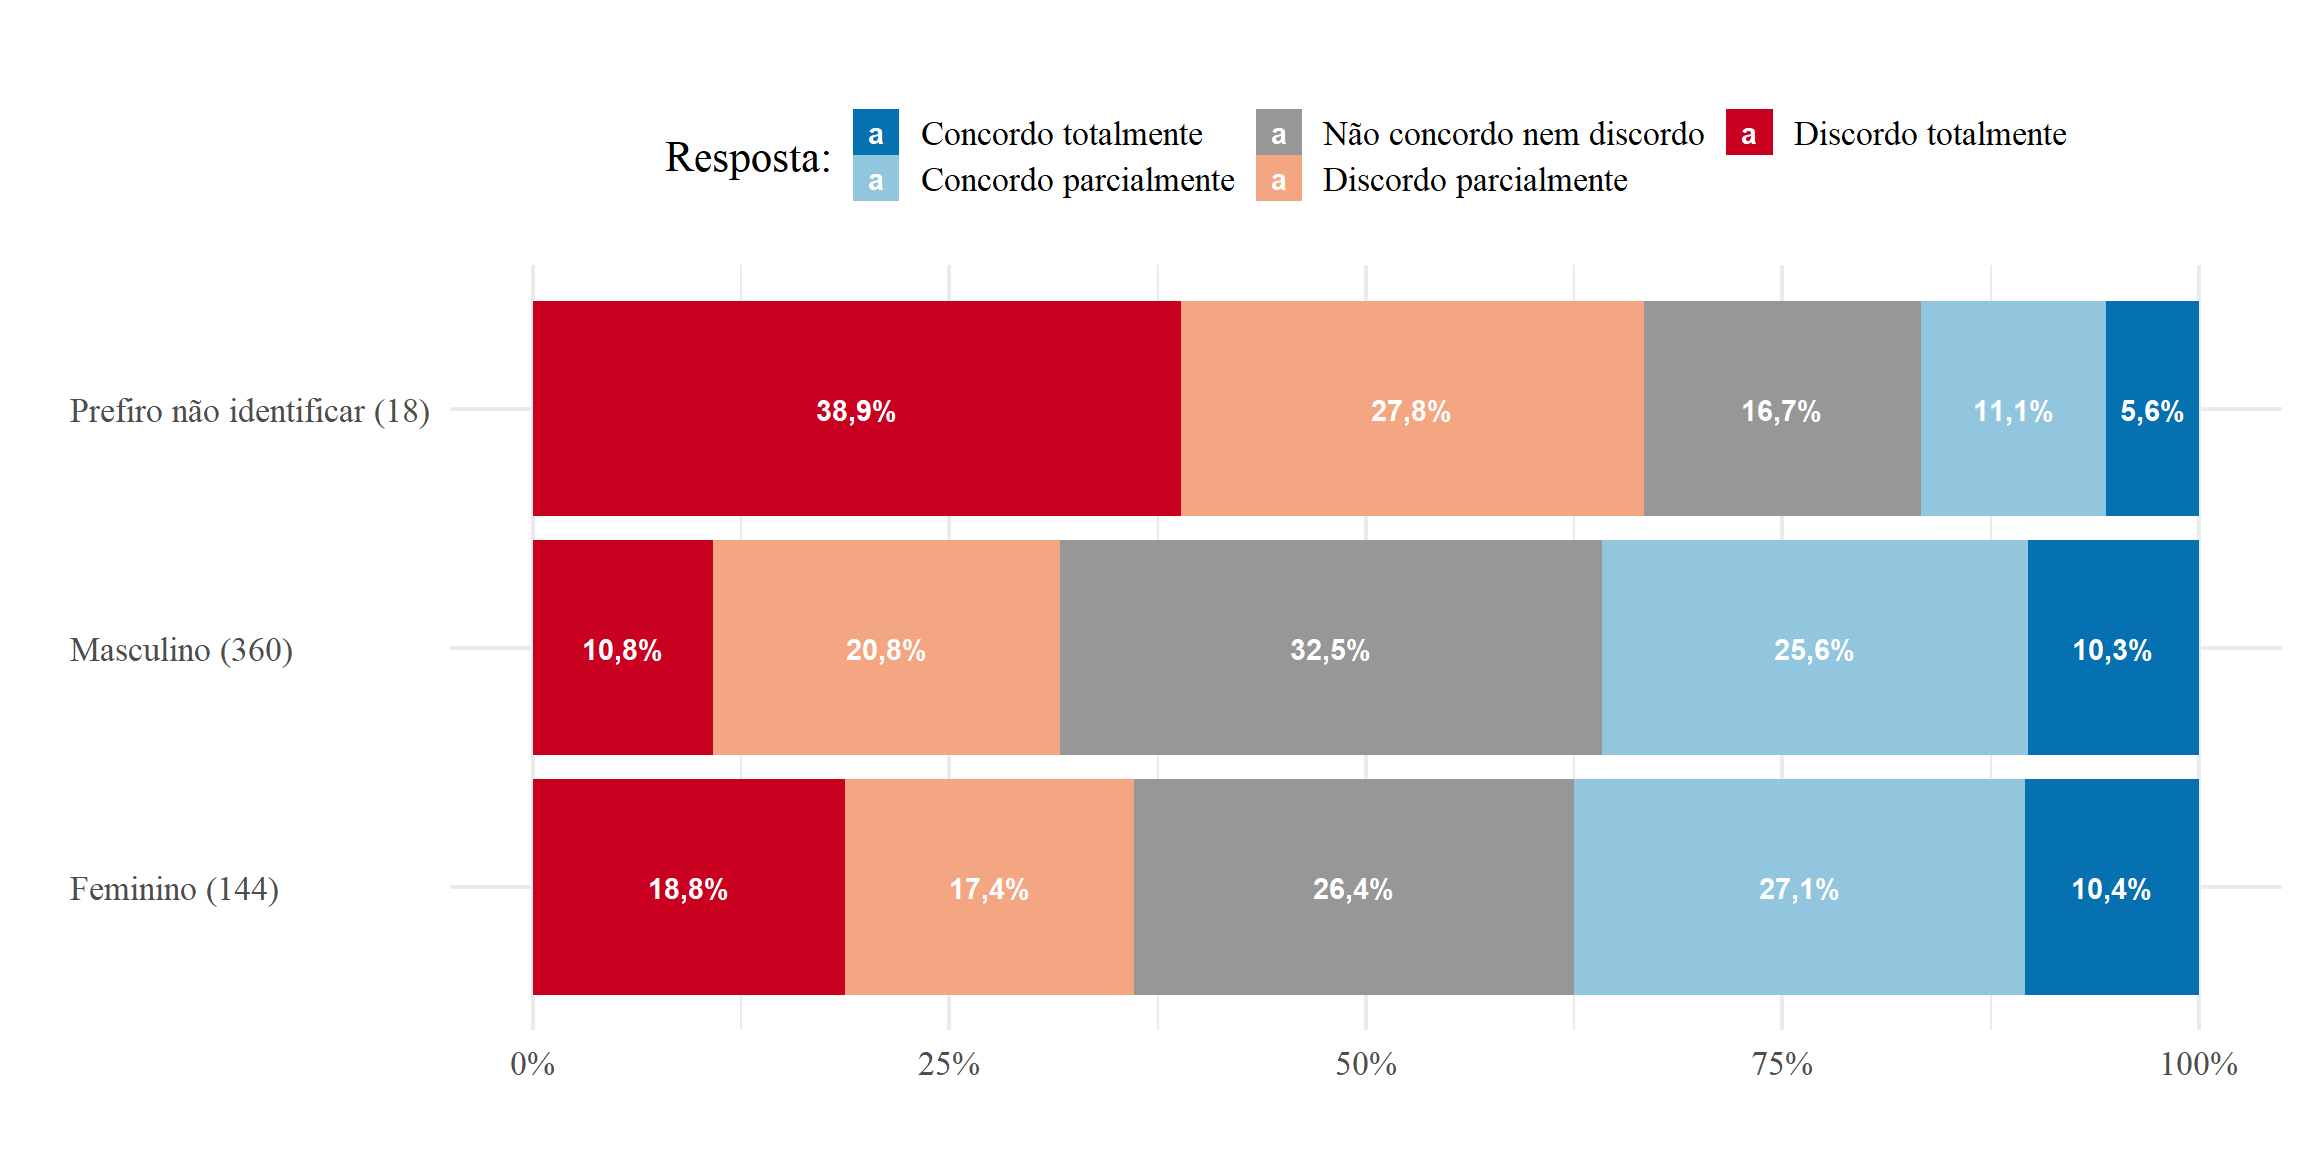 Resposta:
a Concordo totalmente
a Concordo parcialmente
a Não concordo nem discordo
a Discordo parcialmente
a Discordo totalmente
Prefiro não identificar (18)
38,9% 27,8% 16,7% 11,1% 5,6%
Masculino (360)
10,8% 20,8% 32,5% 25,6% 10,3%
Feminino (144)
18,8% 17,4% 26,4% 27,1% 10,4%
0% 25% 50% 75% 100%